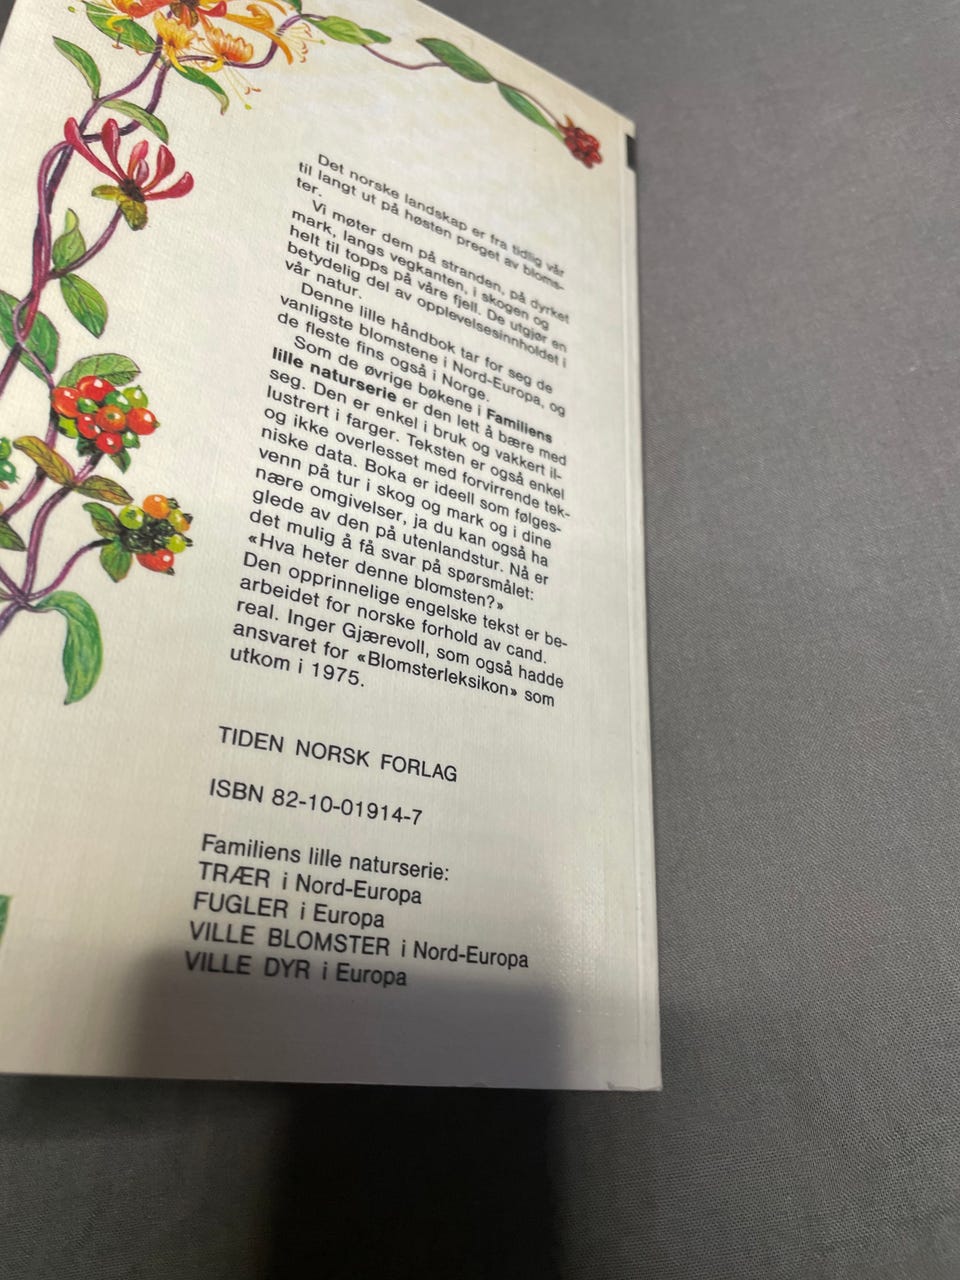 Det norske landskap er fra tidlig vår
til langt ut på høsten preget av bloms-
ter.
Vi møter dem på stranden, på dyrket
mark, langs vegkanten, i skogen og
helt til topps på våre fjell. De utgjør en
betydelig del av opplevelsesinnholdet i
vår natur.
Denne lille håndbok tar for seg de
vanligste blomstene i Nord-Europa, og
de fleste fins også i Norge.
Som de øvrige bøkene i Familiens
lille naturserie er den lett å bære med
seg. Den er enkel i bruk og vakkert il-
lustrert i farger. Teksten er også enkel
og ikke overlesset med forvirrende tek-
niske data. Boka er ideell som følges-
venn på tur i skog og mark og i dine
nære omgivelser, ja du kan også ha
glede av den på utenlandstur. Nå er
det mulig å få svar på spørsmålet:
«Hva heter denne blomsten?»
Den opprinnelige engelske tekst er be-
arbeidet for norske forhold av cand.
real. Inger Gjærevoll, som også hadde
ansvaret for «Blomsterleksikon» som
utkom i 1975.
TIDEN NORSK FORLAG
ISBN 82-10-01914-7
Familiens lille naturserie:
TRÆR i Nord-Europa
FUGLER i Europa
VILLE BLOMSTER i Nord-Europa
VILLE DYR i Europa